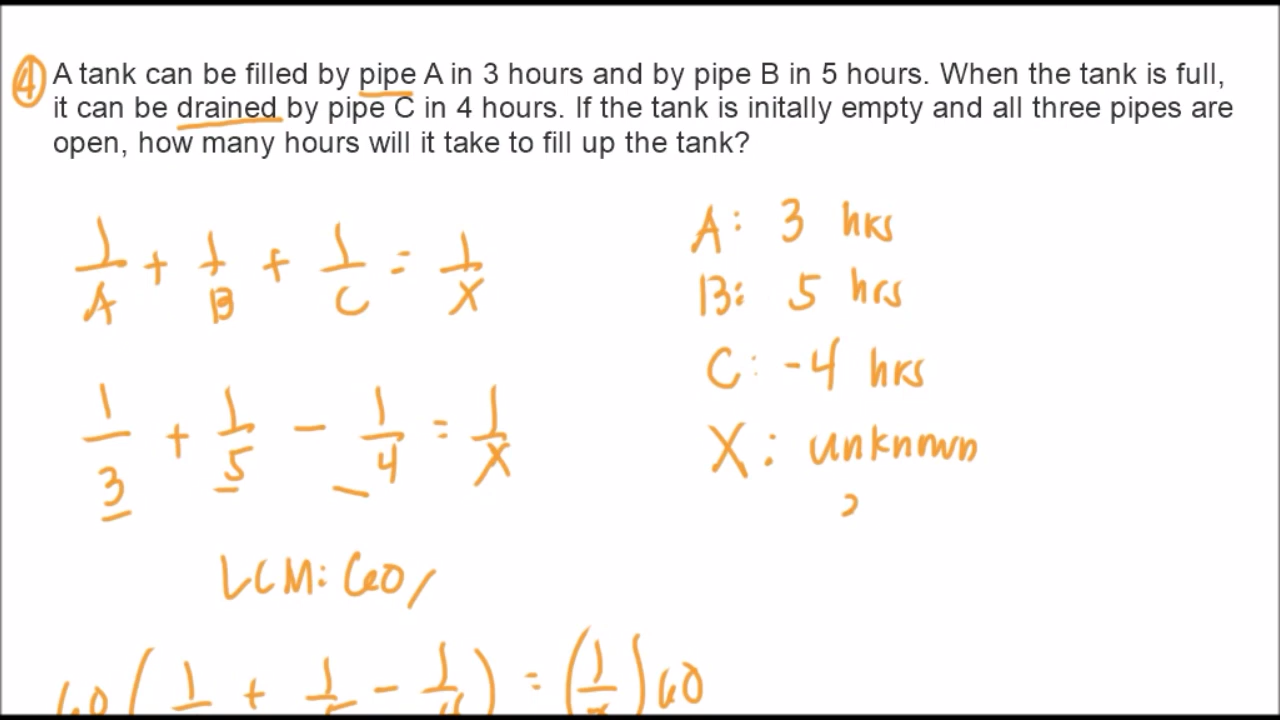 ④ A tank can be filled by pipe A in 3 hours and by pipe B in 5 hours. When the tank is full,
it can be drained by pipe C in 4 hours. If the tank is initally empty and all three pipes are
open, how many hours will it take to fill up the tank?
1/A + 1/B + 1/C = 1/X
A: 3 hrs
B: 5 hrs
C: -4 hrs
X: unknown
1/3 + 1/5 - 1/4 = 1/X
LCM: 60